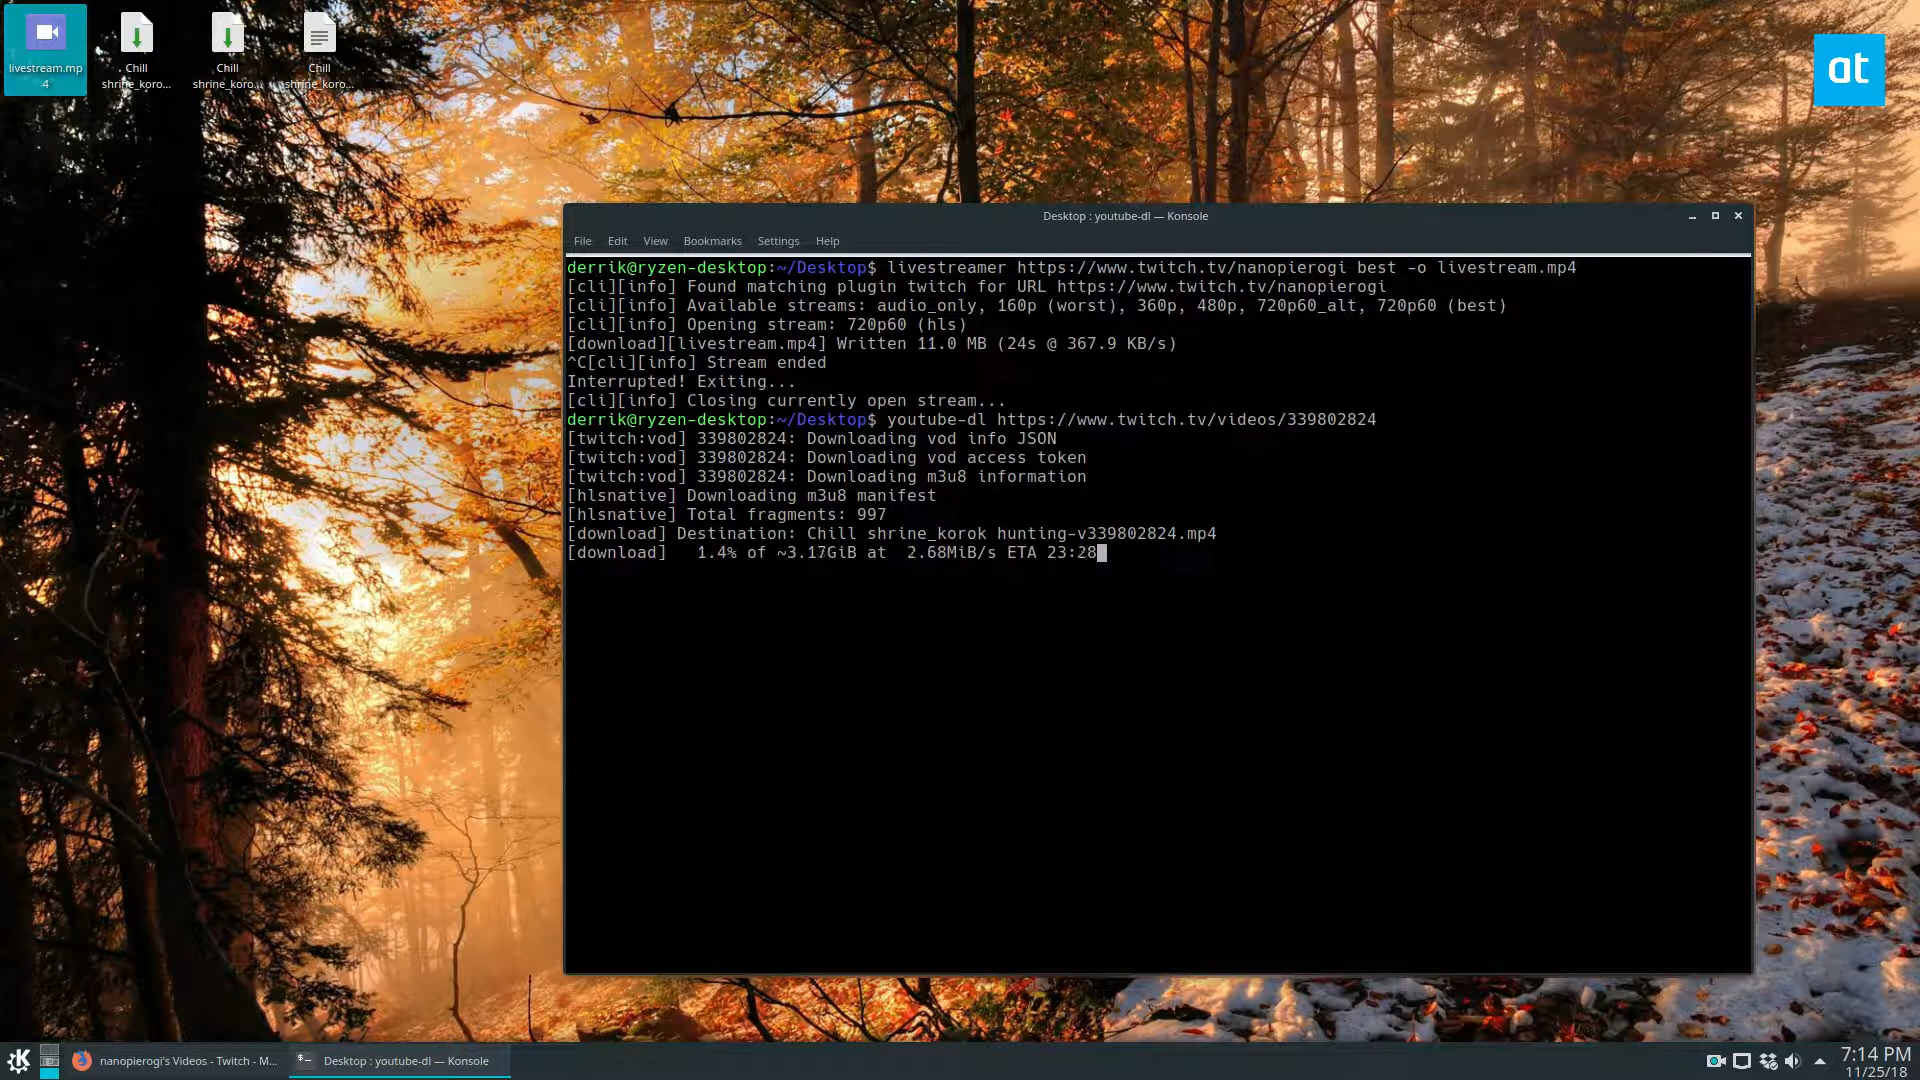 livestream.mp
4
Chill
shrine_koro...
Chill
shrine_koro...
Chill
shrine_koro...
at
Desktop : youtube-dl — Konsole
File Edit View Bookmarks Settings Help
derrik@ryzen-desktop:~/Desktop$ livestreamer https://www.twitch.tv/nanopierogi best -o livestream.mp4
[cli][info] Found matching plugin twitch for URL https://www.twitch.tv/nanopierogi
[cli][info] Available streams: audio_only, 160p (worst), 360p, 480p, 720p60_alt, 720p60 (best)
[cli][info] Opening stream: 720p60 (hls)
[download][livestream.mp4] Written 11.0 MB (24s @ 367.9 KB/s)
^C[cli][info] Stream ended
Interrupted! Exiting...
[cli][info] Closing currently open stream...
derrik@ryzen-desktop:~/Desktop$ youtube-dl https://www.twitch.tv/videos/339802824
[twitch:vod] 339802824: Downloading vod info JSON
[twitch:vod] 339802824: Downloading vod access token
[twitch:vod] 339802824: Downloading m3u8 information
[hlsnative] Downloading m3u8 manifest
[hlsnative] Total fragments: 997
[download] Destination: Chill shrine_korok hunting-v339802824.mp4
[download]   1.4% of ~3.17GiB at  2.68MiB/s ETA 23:28
nanopierogi's Videos - Twitch - M...
Desktop : youtube-dl — Konsole
7:14 PM
11/25/18